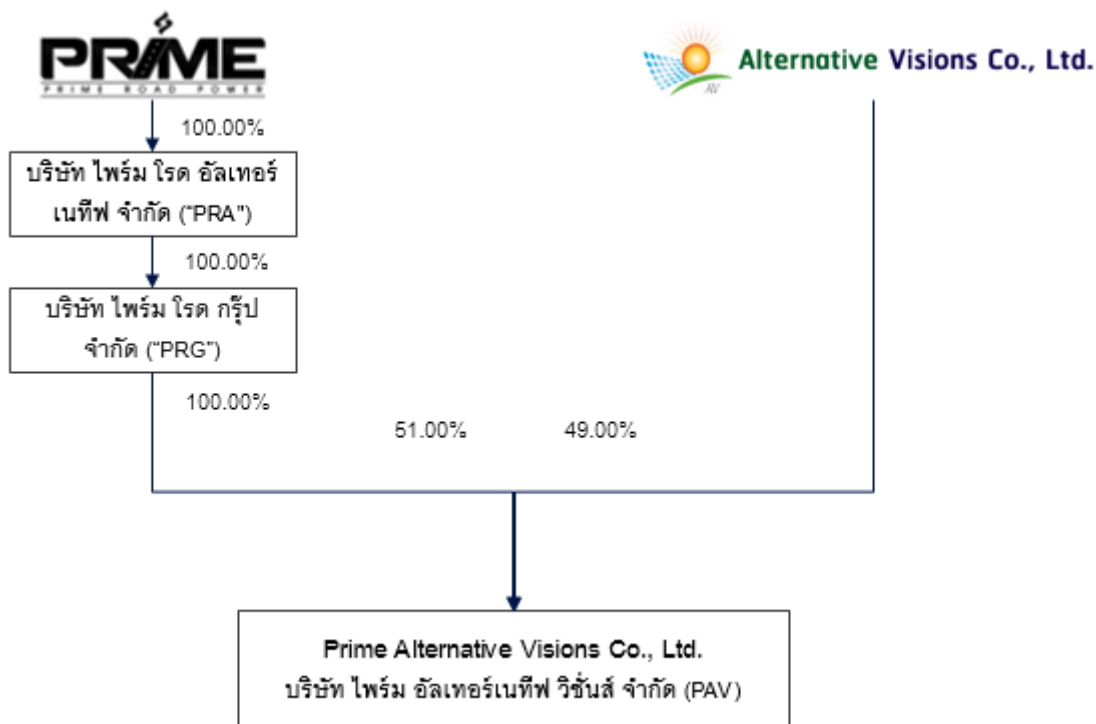 PRIME
PRIME ROAD POWER
AV
Alternative Visions Co., Ltd.
100.00%
บริษัท ไพร์ม โรด อัลเทอร์
เนทีฟ จำกัด ("PRA")
100.00%
บริษัท ไพร์ม โรด กรุ๊ป
จำกัด ("PRG")
100.00%
51.00% 49.00%
Prime Alternative Visions Co., Ltd.
บริษัท ไพร์ม อัลเทอร์เนทีฟ วิชั่นส์ จำกัด (PAV)